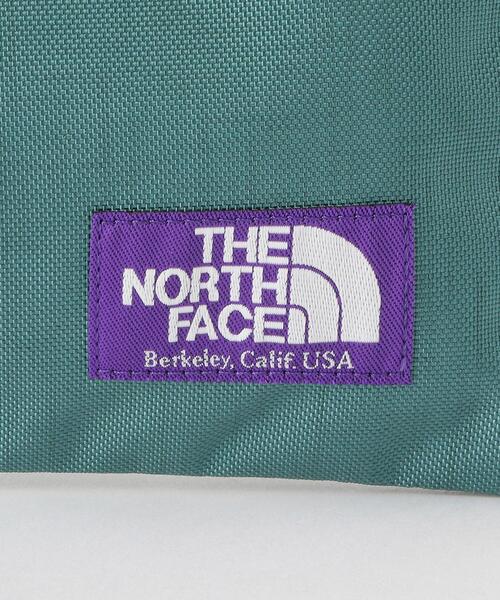 THE
NORTH
FACE
Berkeley, Calif. USA